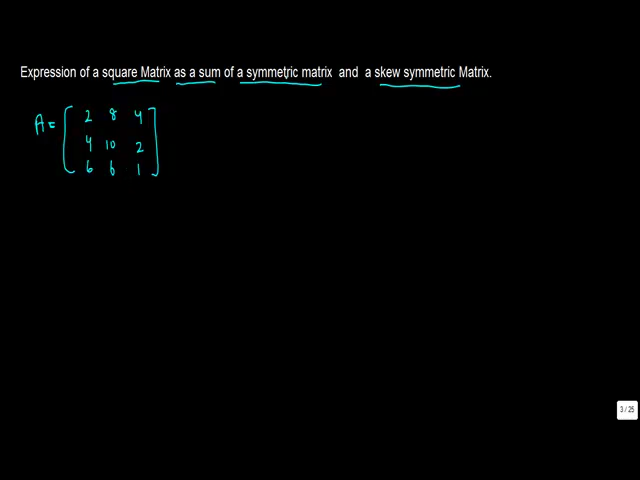 Expression of a square Matrix as a sum of a symmetric matrix and a skew symmetric Matrix.
A = [ 2 8 4
4 10 2
6 6 1 ]
3 / 25